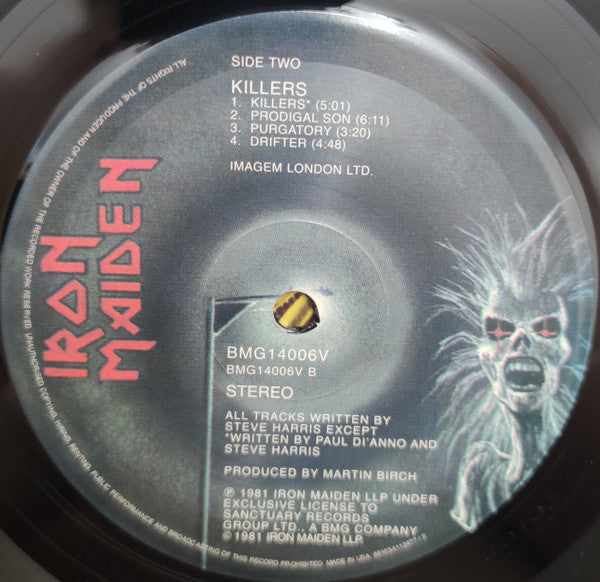 SIDE TWO
KILLERS
1. KILLERS* (5:01)
2. PRODIGAL SON (6:11)
3. PURGATORY (3:20)
4. DRIFTER (4:48)
IMAGEM LONDON LTD.
IRON
MAIDEN
BMG14006V
BMG14006V B
STEREO
ALL TRACKS WRITTEN BY
STEVE HARRIS EXCEPT
*WRITTEN BY PAUL DI'ANNO AND
STEVE HARRIS
PRODUCED BY MARTIN BIRCH
℗ 1981 IRON MAIDEN LLP UNDER
EXCLUSIVE LICENSE TO
SANCTUARY RECORDS
GROUP LTD., A BMG COMPANY
© 1981 IRON MAIDEN LLP.
ALL RIGHTS OF THE PRODUCER AND OF THE OWNER OF THE RECORDED WORK RESERVED. UNAUTHORISED COPYING, HIRING, RENTING, PUBLIC PERFORMANCE AND BROADCASTING OF THIS RECORD PROHIBITED. MADE IN USA.